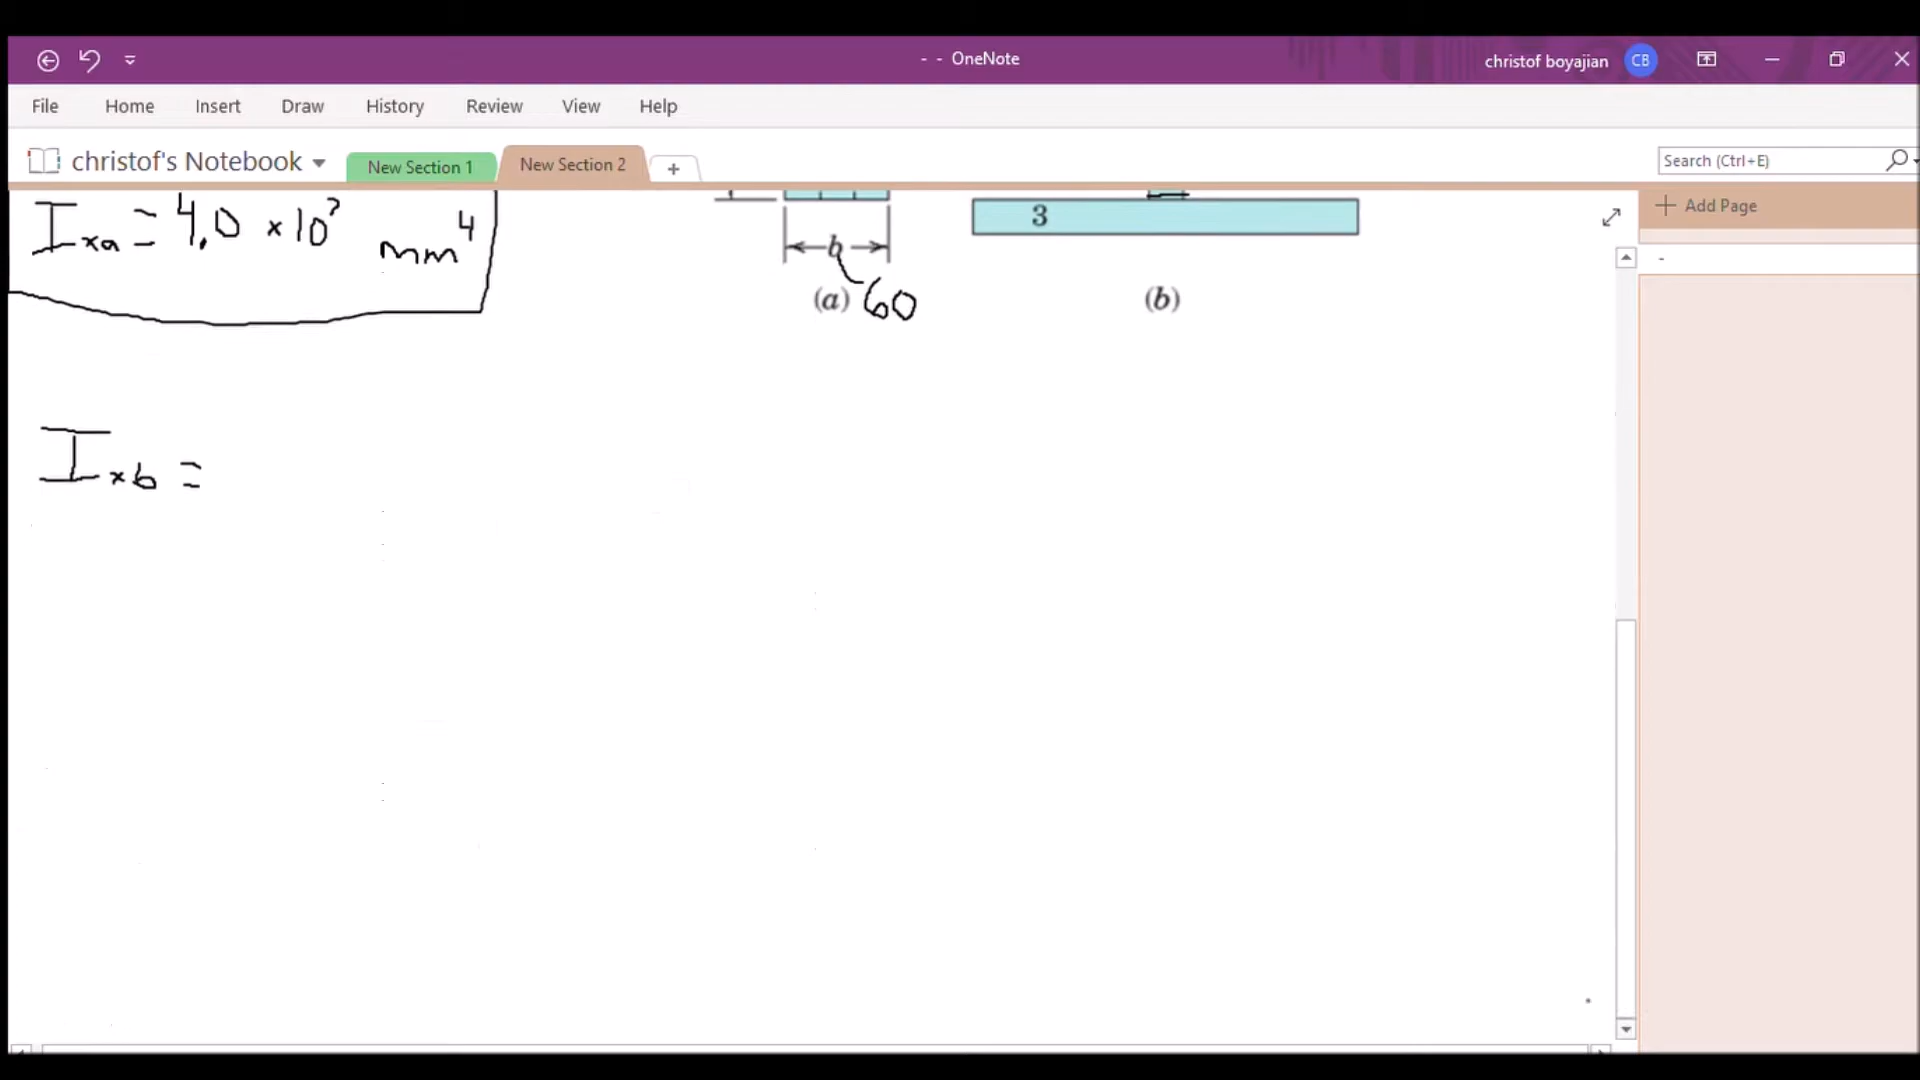 - - OneNote
christof boyajian CB
File Home Insert Draw History Review View Help
christof's Notebook New Section 1 New Section 2 +
Search (Ctrl+E)
Add Page
-
Ixa = 4.0 ×10⁷ mm⁴
3
b
60
(a) (b)
Ixb =